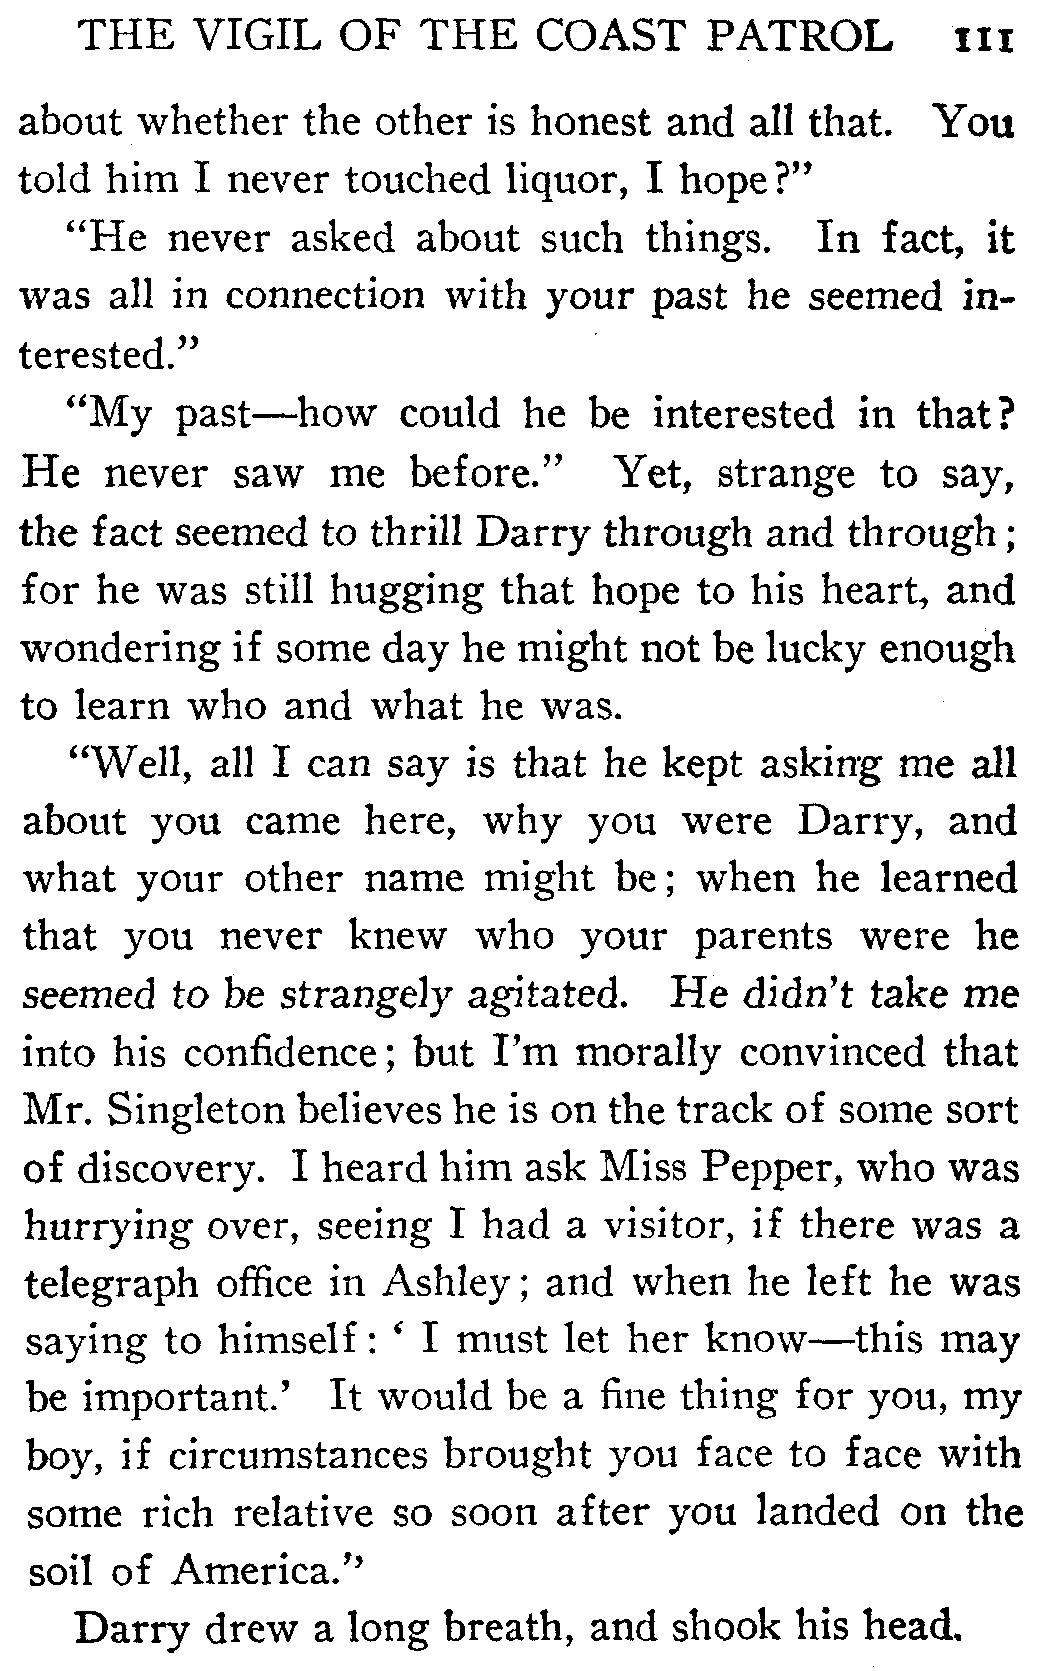 THE VIGIL OF THE COAST PATROL 111
about whether the other is honest and all that. You
told him I never touched liquor, I hope?"
"He never asked about such things. In fact, it
was all in connection with your past he seemed in-
terested."
"My past—how could he be interested in that?
He never saw me before." Yet, strange to say,
the fact seemed to thrill Darry through and through;
for he was still hugging that hope to his heart, and
wondering if some day he might not be lucky enough
to learn who and what he was.
"Well, all I can say is that he kept asking me all
about you came here, why you were Darry, and
what your other name might be; when he learned
that you never knew who your parents were he
seemed to be strangely agitated. He didn't take me
into his confidence; but I'm morally convinced that
Mr. Singleton believes he is on the track of some sort
of discovery. I heard him ask Miss Pepper, who was
hurrying over, seeing I had a visitor, if there was a
telegraph office in Ashley; and when he left he was
saying to himself: ' I must let her know—this may
be important.' It would be a fine thing for you, my
boy, if circumstances brought you face to face with
some rich relative so soon after you landed on the
soil of America."
Darry drew a long breath, and shook his head.